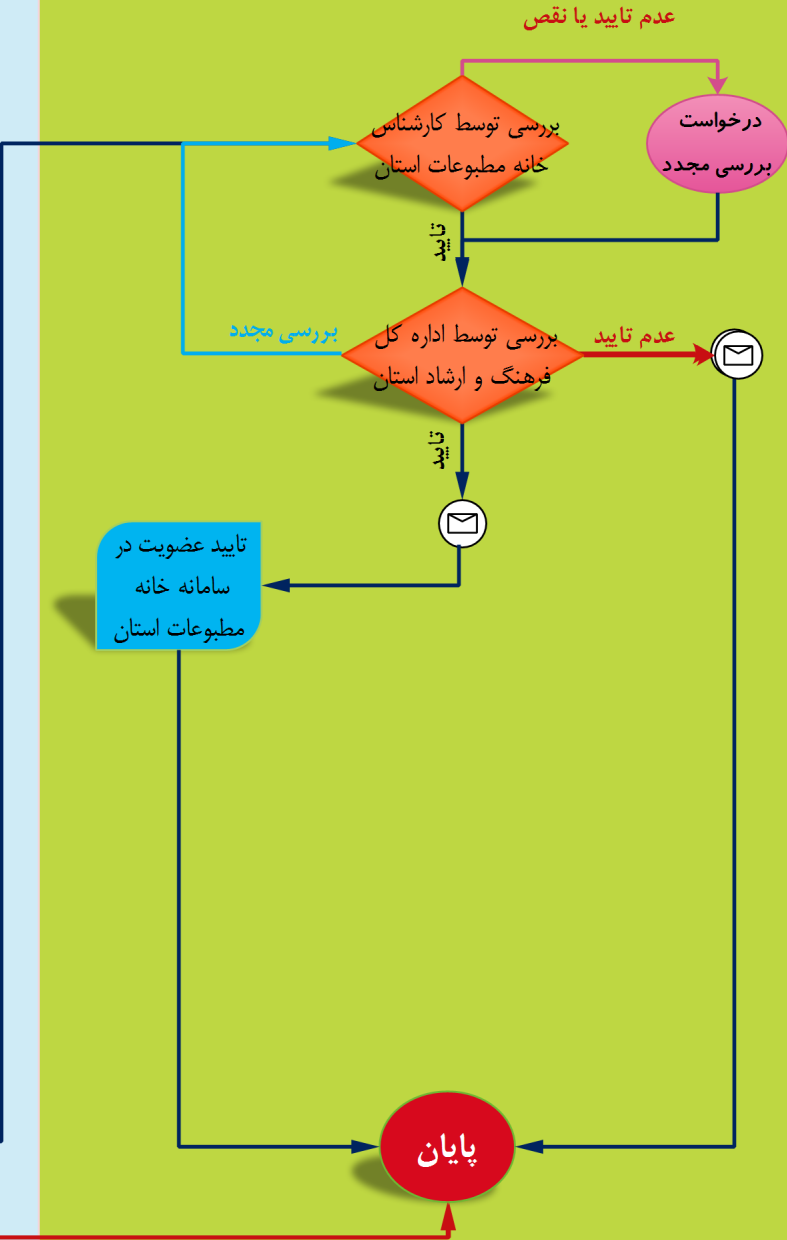 عدم تایید یا نقص
درخواست
بررسی مجدد
بررسی توسط کارشناس
خانه مطبوعات استان
تایید
بررسی توسط اداره کل
فرهنگ و ارشاد استان
عدم تایید
بررسی مجدد
تایید
تایید عضویت در
سامانه خانه
مطبوعات استان
پایان